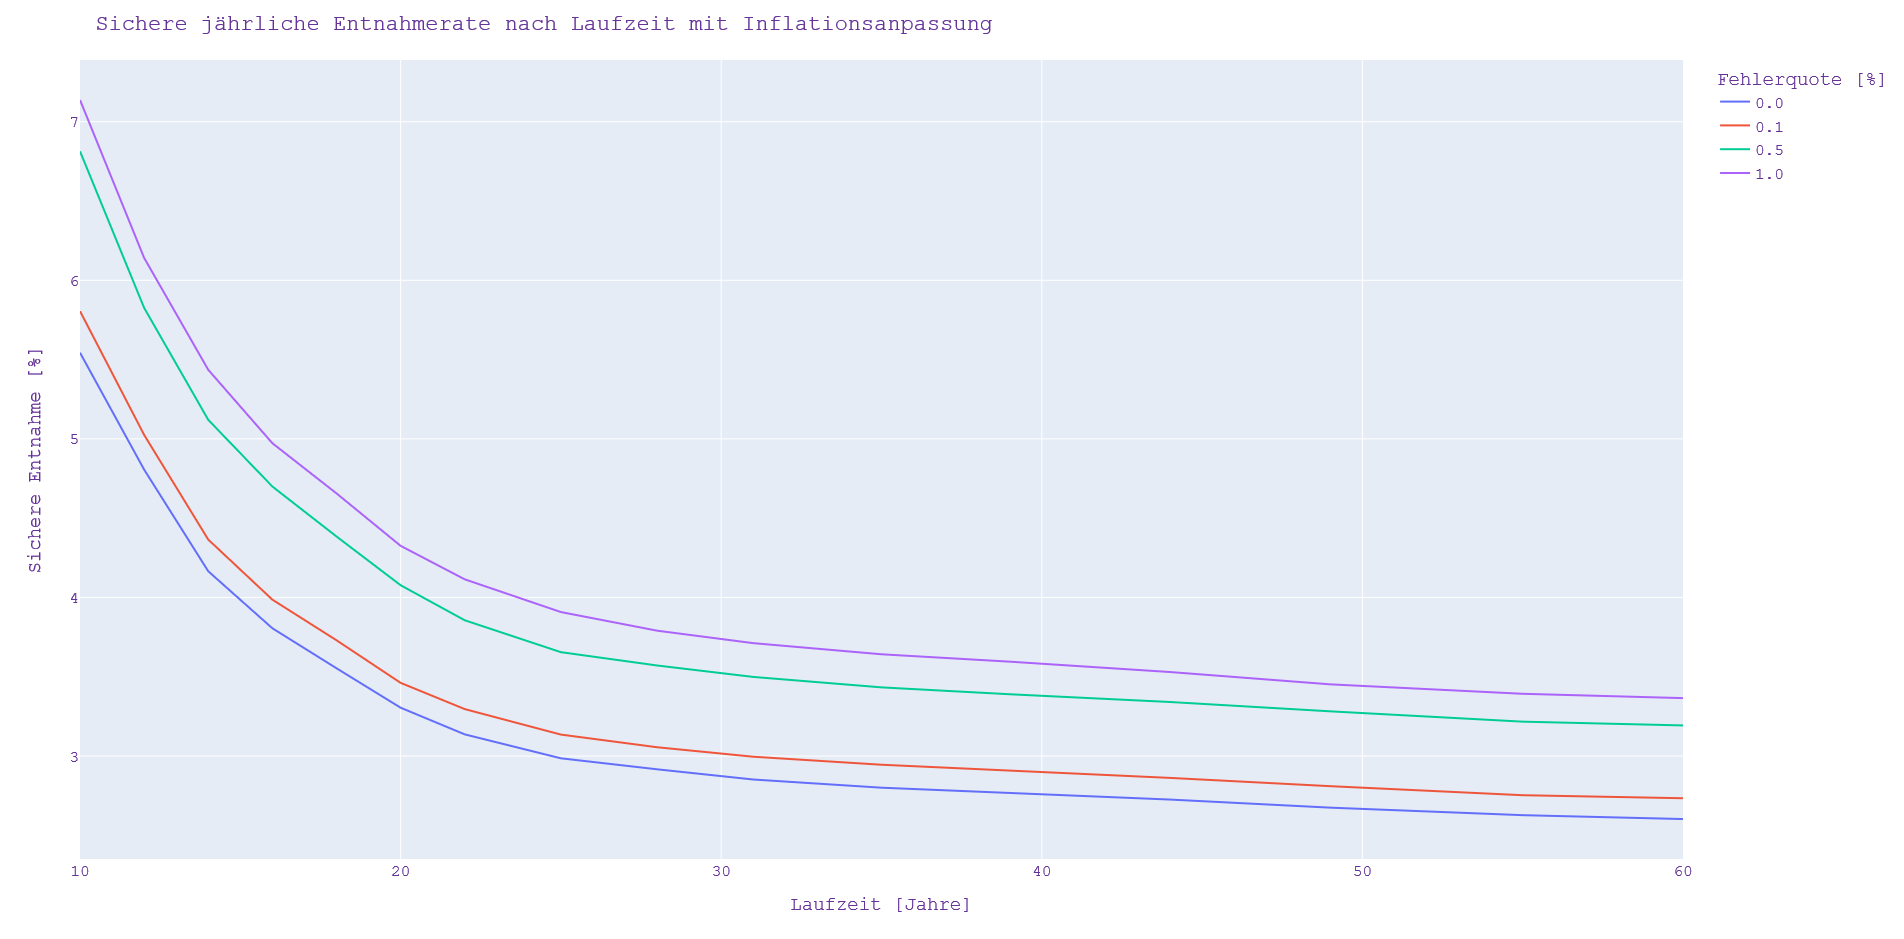 Sichere jährliche Entnahmerate nach Laufzeit mit Inflationsanpassung
Fehlerquote [%]
0.0
0.1
0.5
1.0
Sichere Entnahme [%]
7
6
5
4
3
10 20 30 40 50 60
Laufzeit [Jahre]